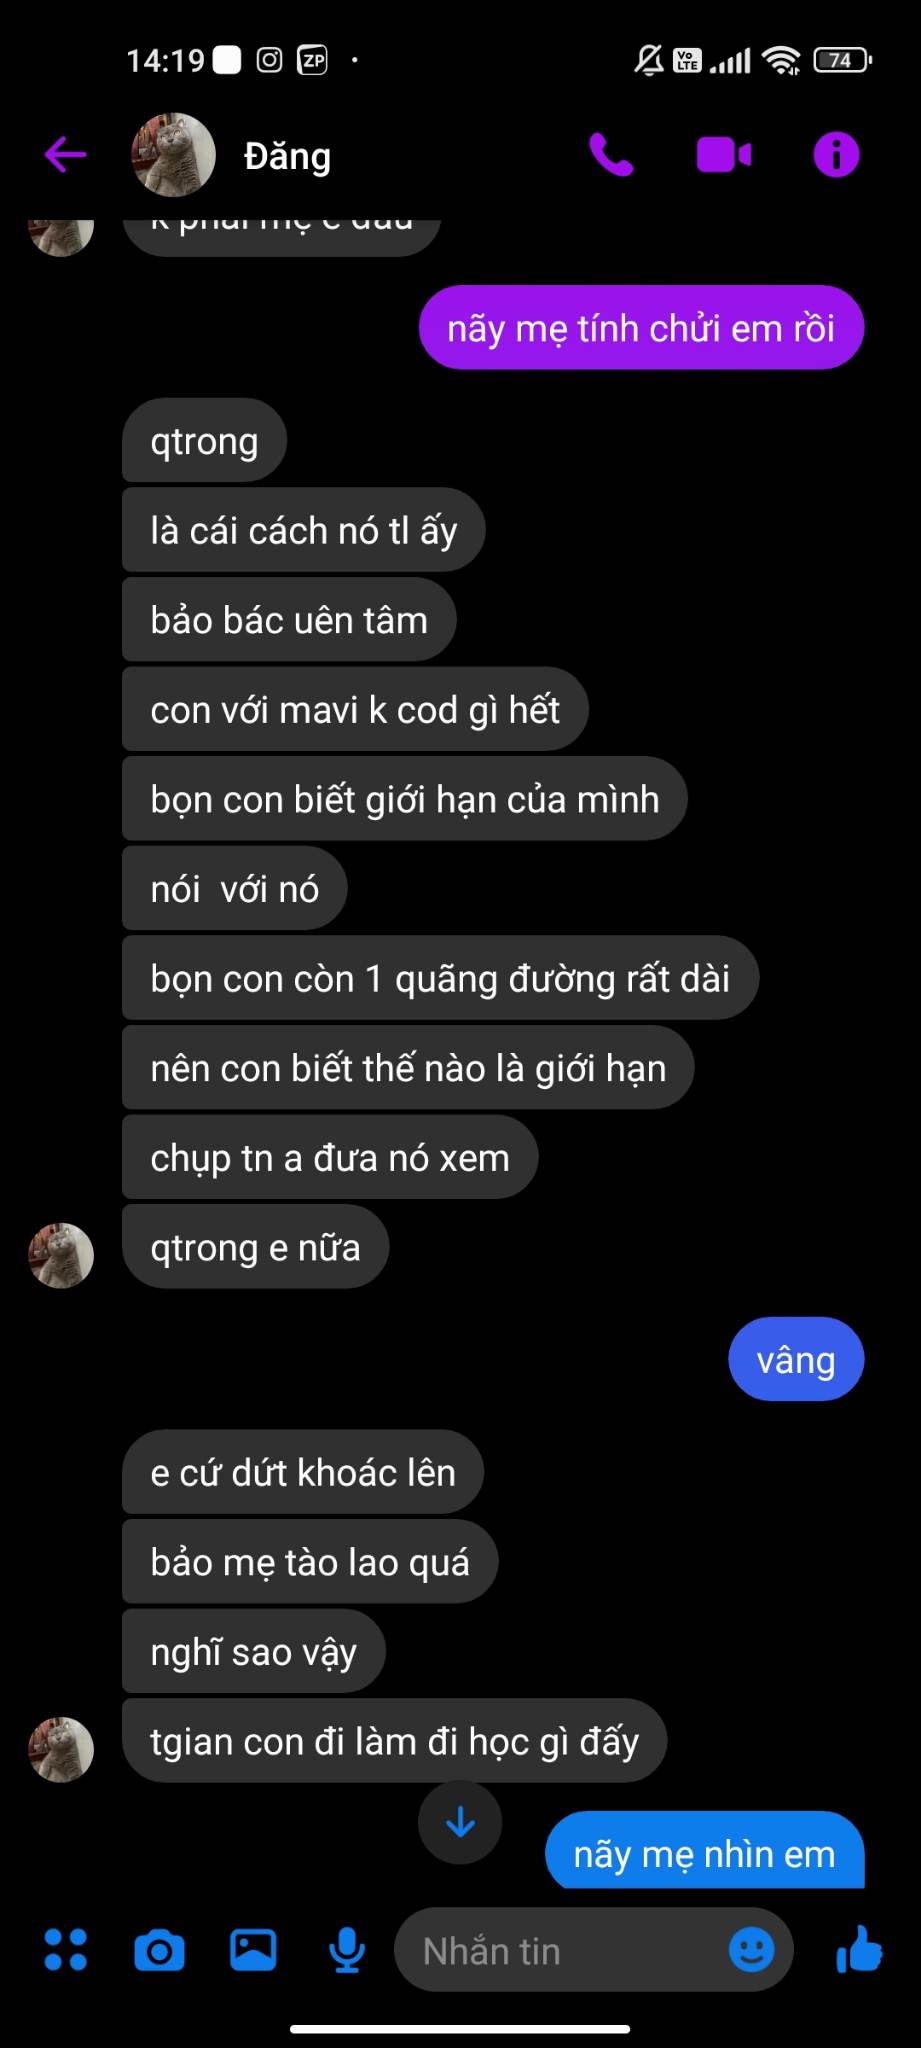 14:19
ZP
Vo LTE
74
Đăng
nãy mẹ tính chửi em rồi
qtrong
là cái cách nó tl ấy
bảo bác uên tâm
con với mavi k cod gì hết
bọn con biết giới hạn của mình
nói  với nó
bọn con còn 1 quãng đường rất dài
nên con biết thế nào là giới hạn
chụp tn a đưa nó xem
qtrong e nữa
vâng
e cứ dứt khoác lên
bảo mẹ tào lao quá
nghĩ sao vậy
tgian con đi làm đi học gì đấy
nãy mẹ nhìn em
Nhắn tin